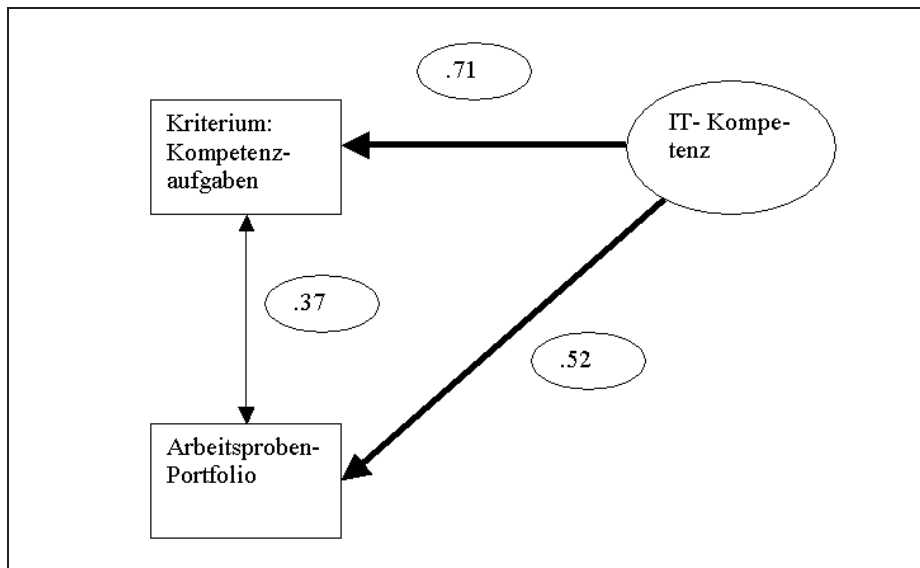 .71
Kriterium:
Kompetenz-
aufgaben
IT- Kompe-
tenz
.37
.52
Arbeitsproben-
Portfolio